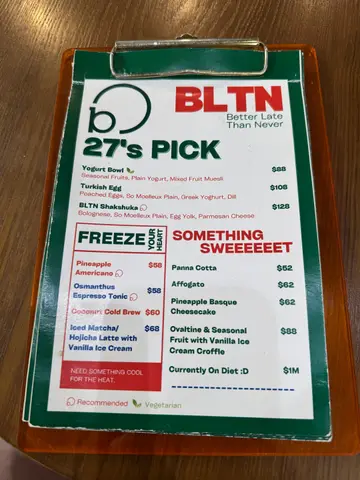 b
BLTN
Better Late
Than Never
27's PICK
Yogurt Bowl $88
Seasonal Fruits, Plain Yogurt, Mixed Fruit Muesli
Turkish Egg $108
Poached Eggs, So Moelleux Plain, Greek Yoghurt, Dill
BLTN Shakshuka $128
Bolognese, So Moelleux Plain, Egg Yolk, Parmesan Cheese
FREEZE YOUR HEART
Pineapple $58
Americano
Osmanthus $58
Espresso Tonic
Coconut Cold Brew $60
Iced Matcha/ $68
Hojicha Latte with
Vanilla Ice Cream
NEED SOMETHING COOL
FOR THE HEAT.
SOMETHING
SWEEEEEET
Panna Cotta $52
Affogato $62
Pineapple Basque $62
Cheesecake
Ovaltine & Seasonal $88
Fruit with Vanilla Ice
Cream Croffle
Currently On Diet :D $1M
Recommended Vegetarian